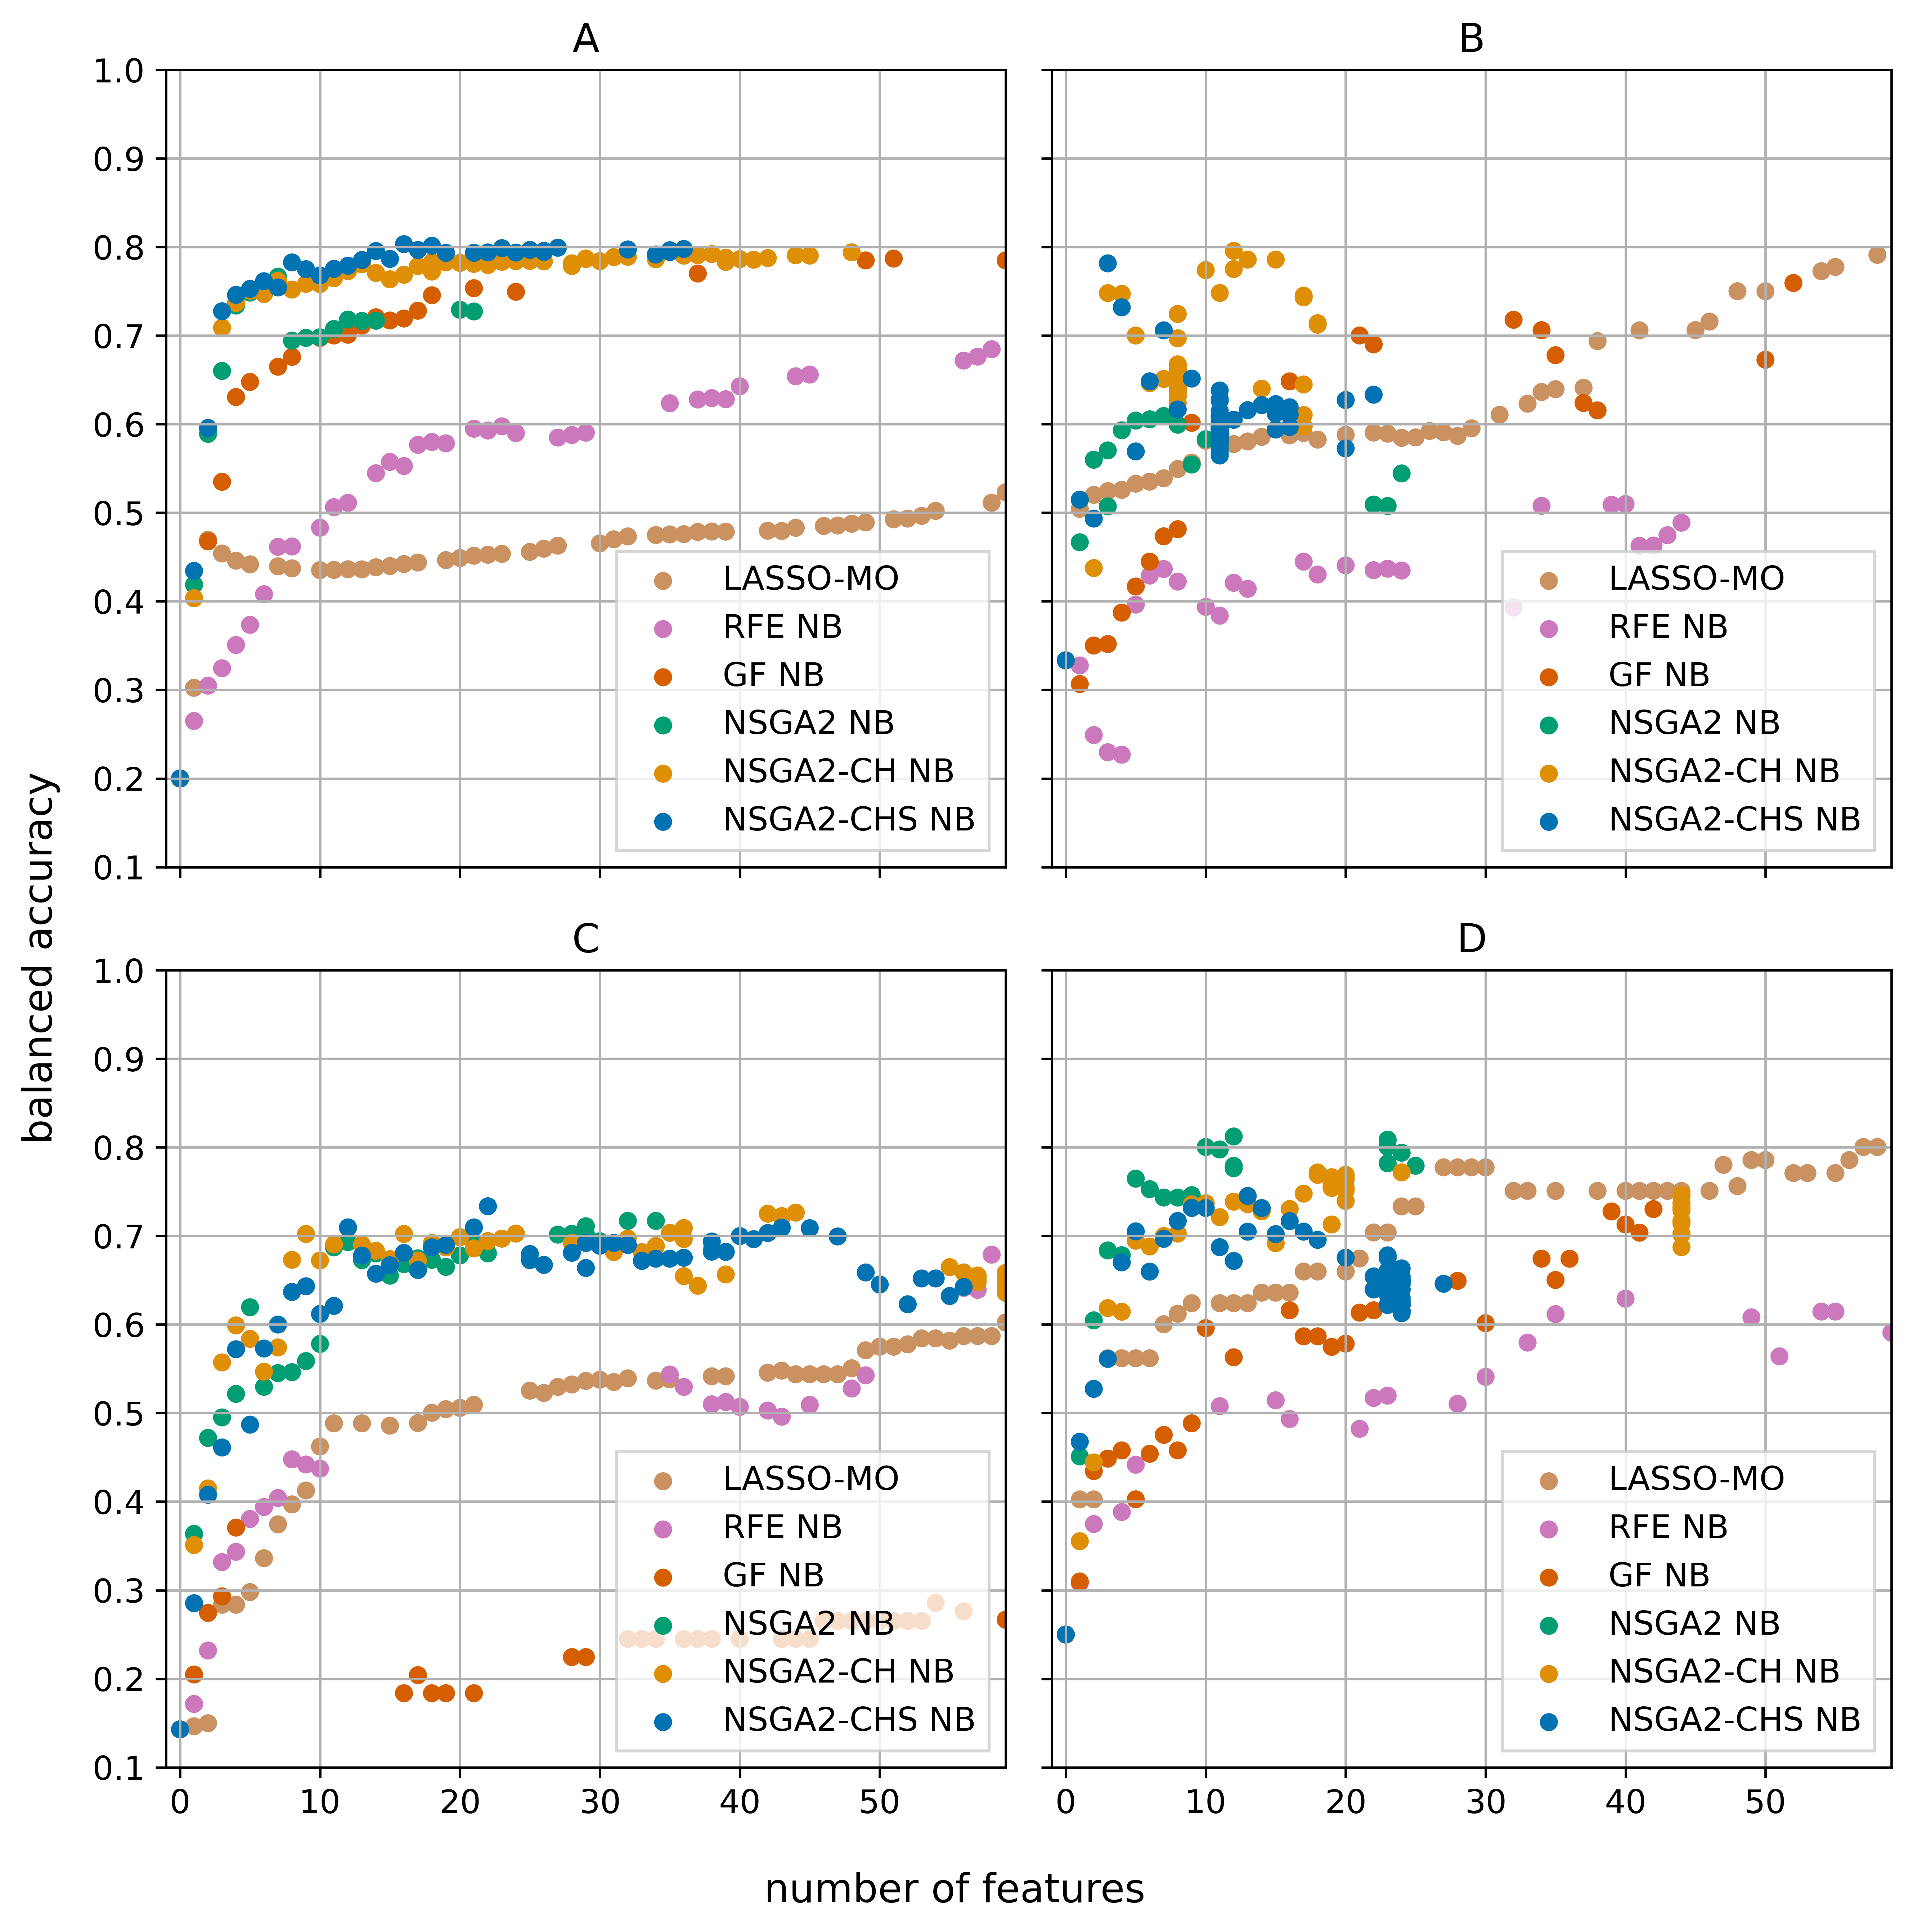 A
B
1.0
0.9
0.8
0.7
0.6
0.5
0.4
0.3
0.2
0.1
LASSO-MO
RFE NB
GF NB
NSGA2 NB
NSGA2-CH NB
NSGA2-CHS NB
LASSO-MO
RFE NB
GF NB
NSGA2 NB
NSGA2-CH NB
NSGA2-CHS NB
balanced accuracy
C
D
1.0
0.9
0.8
0.7
0.6
0.5
0.4
0.3
0.2
0.1
LASSO-MO
RFE NB
GF NB
NSGA2 NB
NSGA2-CH NB
NSGA2-CHS NB
LASSO-MO
RFE NB
GF NB
NSGA2 NB
NSGA2-CH NB
NSGA2-CHS NB
0 10 20 30 40 50
0 10 20 30 40 50
number of features